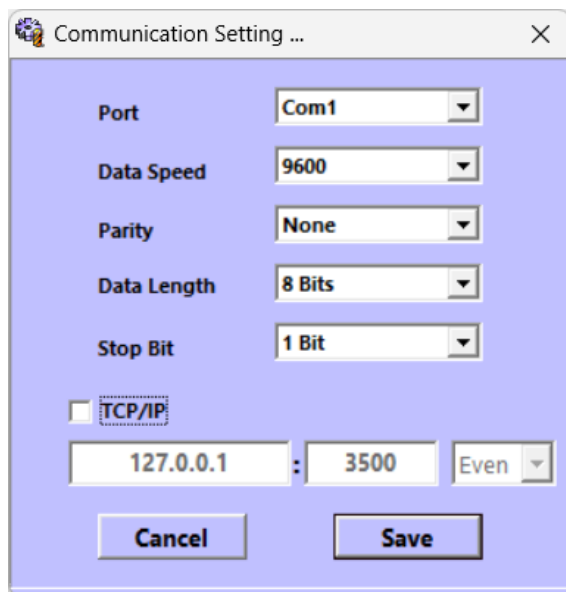 Communication Setting ...
Port Com1
Data Speed 9600
Parity None
Data Length 8 Bits
Stop Bit 1 Bit
TCP/IP
127.0.0.1 : 3500 Even
Cancel Save